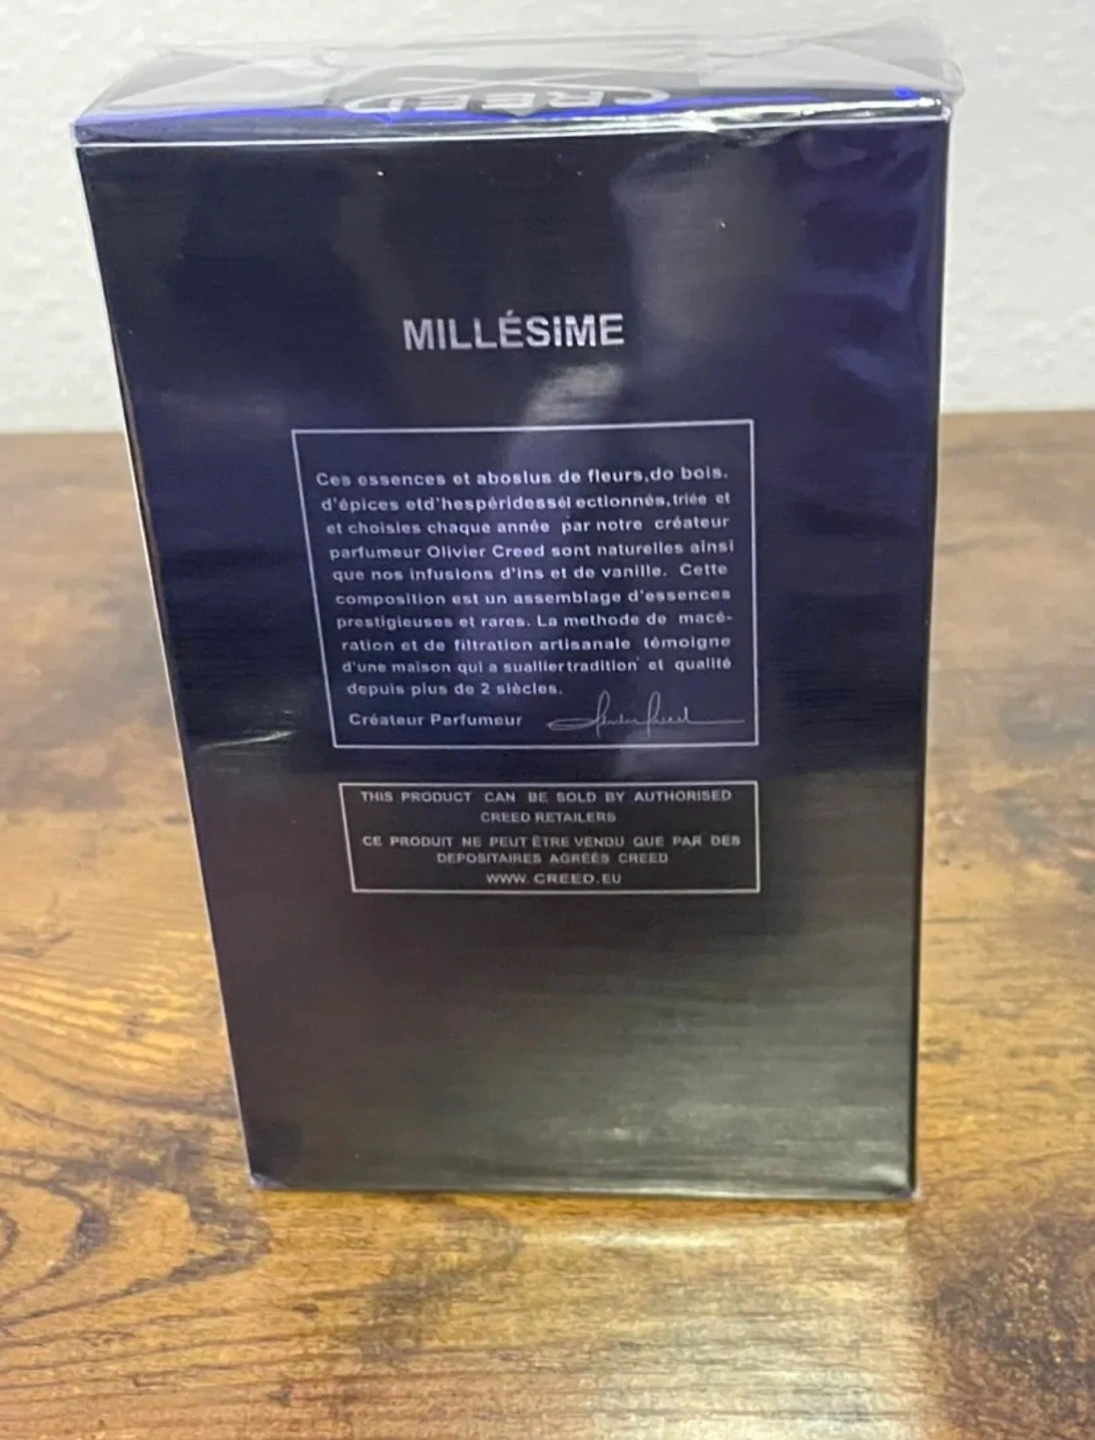 CREED
MILLÉSIME
Ces essences et aboslus de fleurs,do bois.
d'épices etd'hespéridessél ectionnés,triée et
et choisies chaque année par notre créateur
parfumeur Olivier Creed sont naturelles ainsi
que nos infusions d'ins et de vanille. Cette
composition est un assemblage d'essences
prestigieuses et rares. La methode de macé-
ration et de filtration artisanale témoigne
d'une maison qui a suallier tradition et qualité
depuis plus de 2 siècles.
Créateur Parfumeur
THIS PRODUCT CAN BE SOLD BY AUTHORISED
CREED RETAILERS
CE PRODUIT NE PEUT ÊTRE VENDU QUE PAR DES
DEPOSITAIRES AGRÉÉS CREED
WWW. CREED.EU